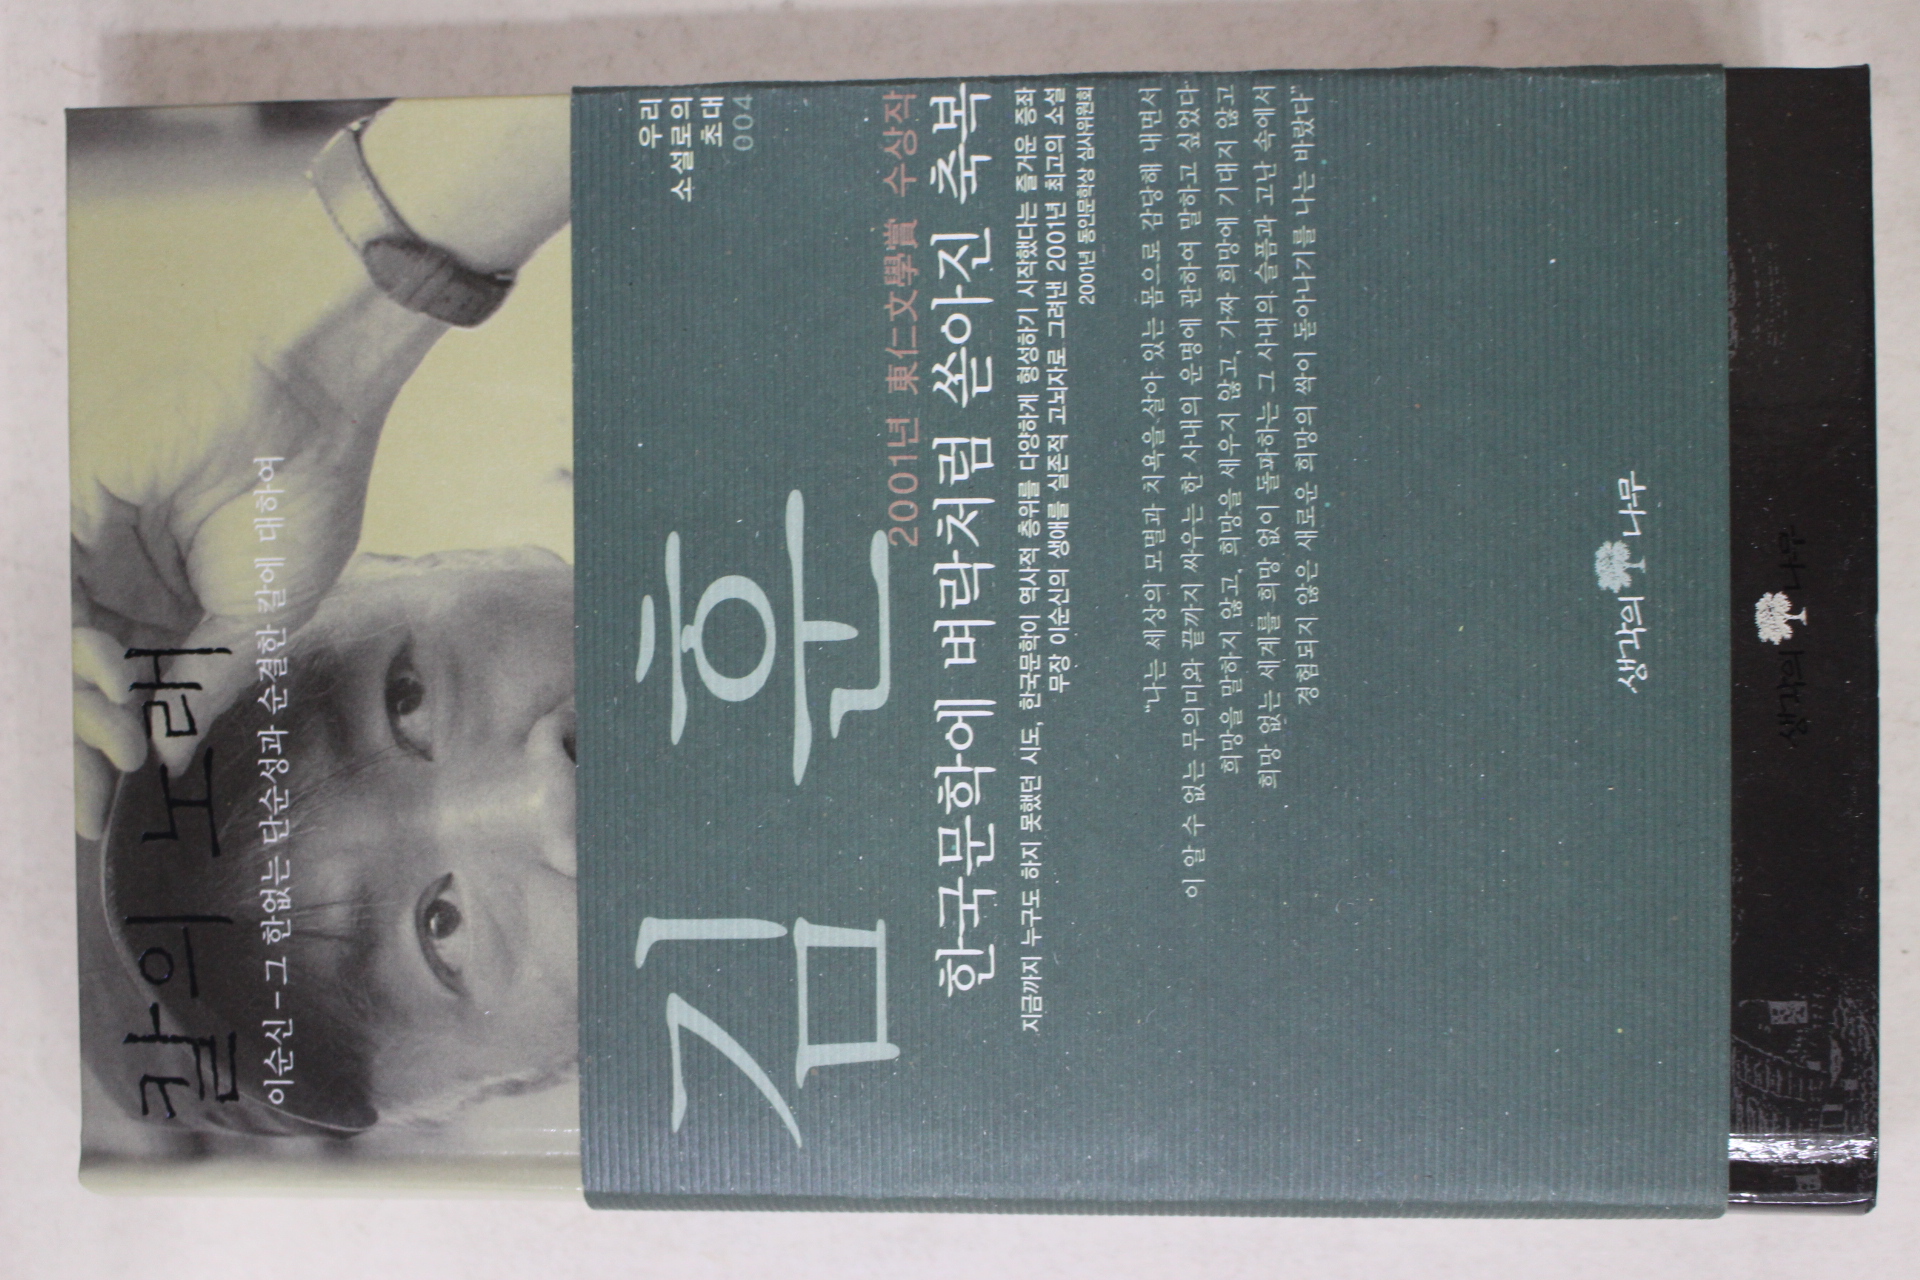 칼의 노래
이순신 - 그 한없는 단순성과 순결한 칼에 대하여
우리
소설로의
초대
004
김훈
2001년 東仁文學賞 수상작
한국문학에 벼락처럼 쏟아진 축복
지금까지 누구도 하지 못했던 시도, 한국문학이 역사적 층위를 다양하게 형성하기 시작했다는 즐거운 증좌
무장 이순신의 생애를 실존적 고뇌자로 그려낸 2001년 최고의 소설
2001년 동인문학상 심사위원회
"나는 세상의 모멸과 치욕을 살아 있는 몸으로 감당해 내면서
이 알 수 없는 무의미와 끝까지 싸우는 한 사내의 운명에 관하여 말하고 싶었다
희망을 말하지 않고, 희망을 세우지 않고, 가짜 희망에 기대지 않고
희망 없는 세계를 희망 없이 돌파하는 그 사내의 슬픔과 고난 속에서
경험되지 않은 새로운 희망의 싹이 돋아나기를 나는 바랐다"
생각의 나무
생각의 나무